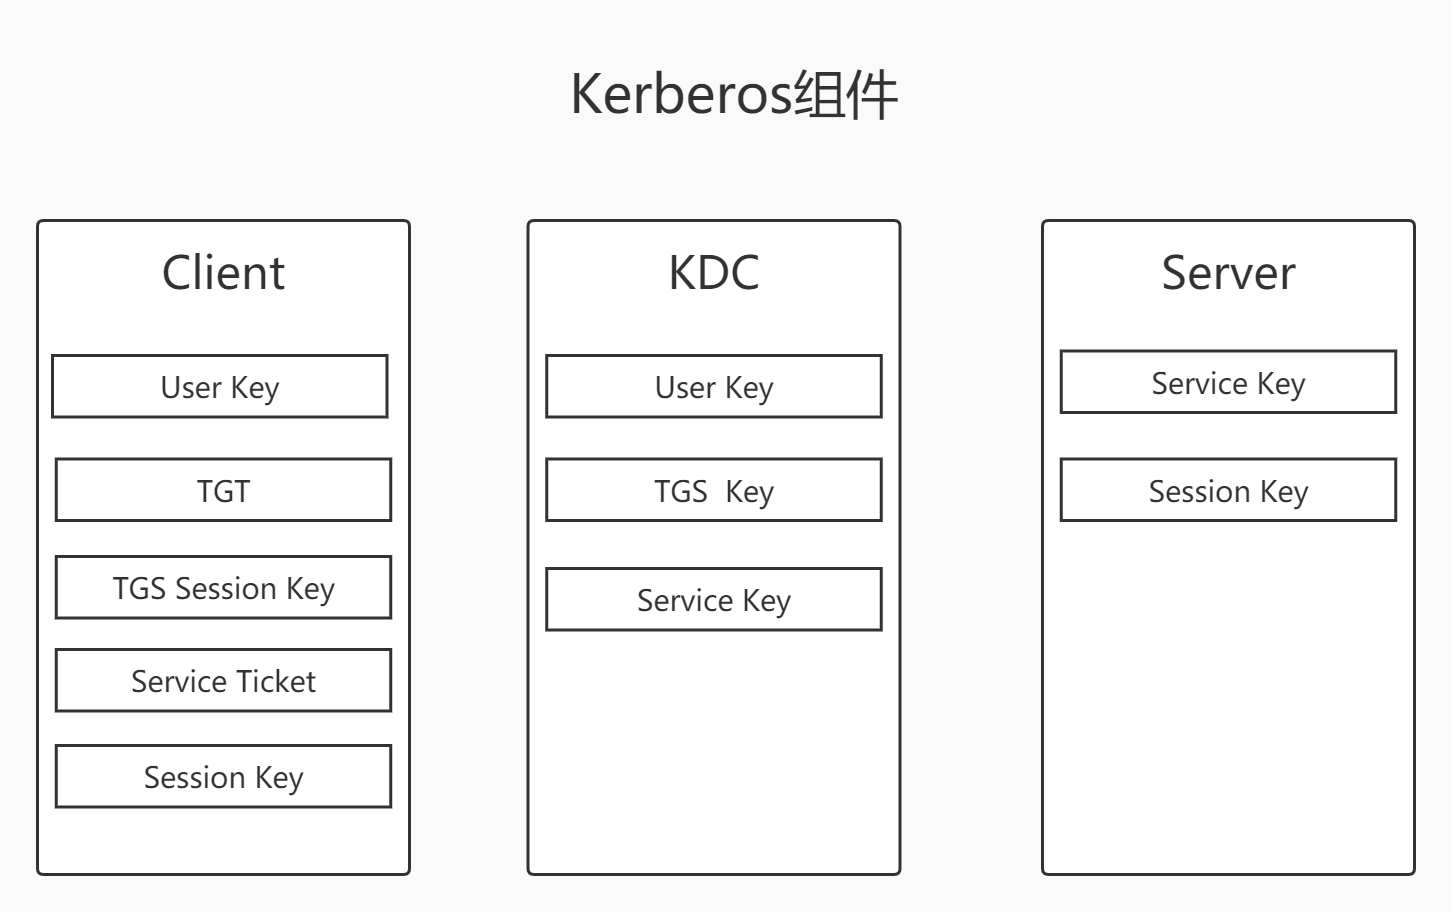 Kerberos组件
Client
User Key
TGT
TGS Session Key
Service Ticket
Session Key
KDC
User Key
TGS  Key
Service Key
Server
Service Key
Session Key